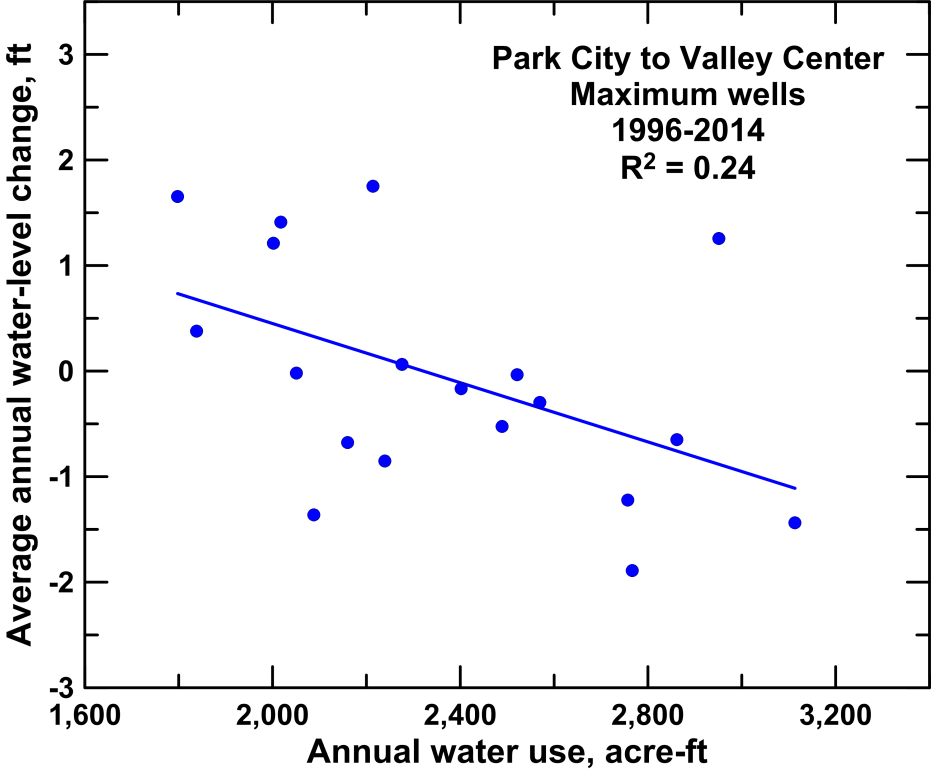 Park City to Valley Center
Maximum wells
1996-2014
R² = 0.24
Average annual water-level change, ft
3
2
1
0
-1
-2
-3
1,600
2,000
2,400
2,800
3,200
Annual water use, acre-ft